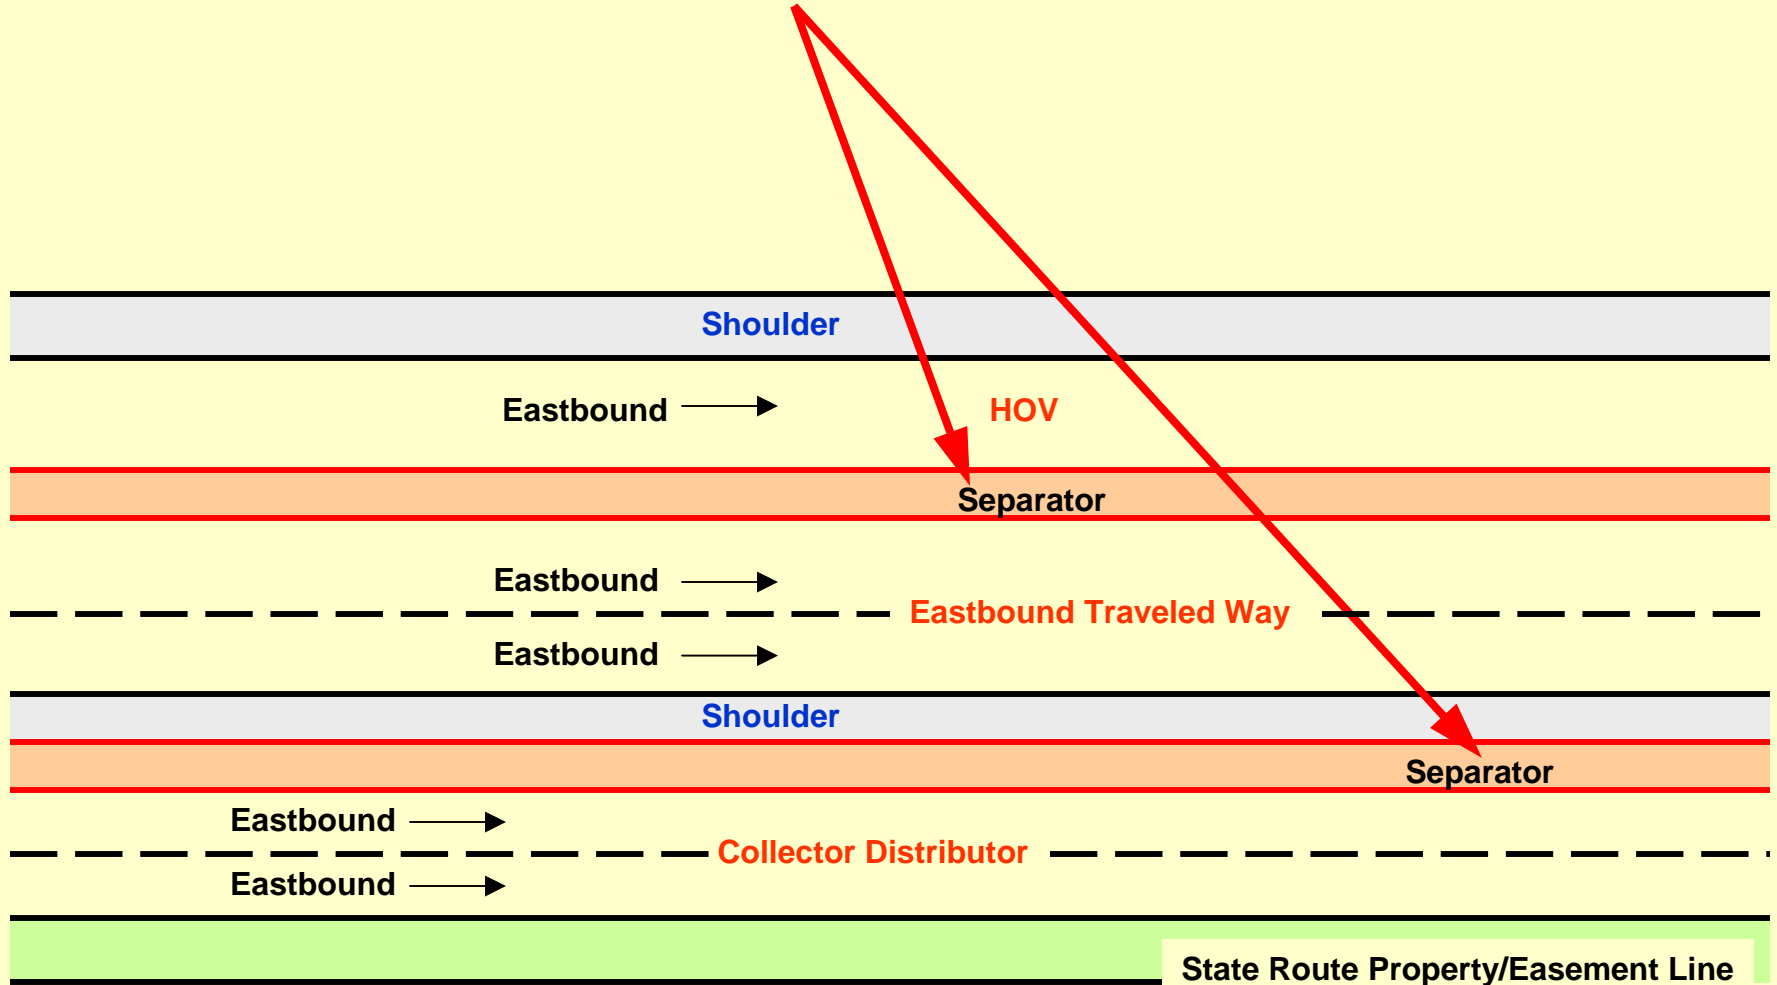 Shoulder
Eastbound
HOV
Separator
Eastbound
Eastbound Traveled Way
Eastbound
Shoulder
Separator
Eastbound
Collector Distributor
Eastbound
State Route Property/Easement Line